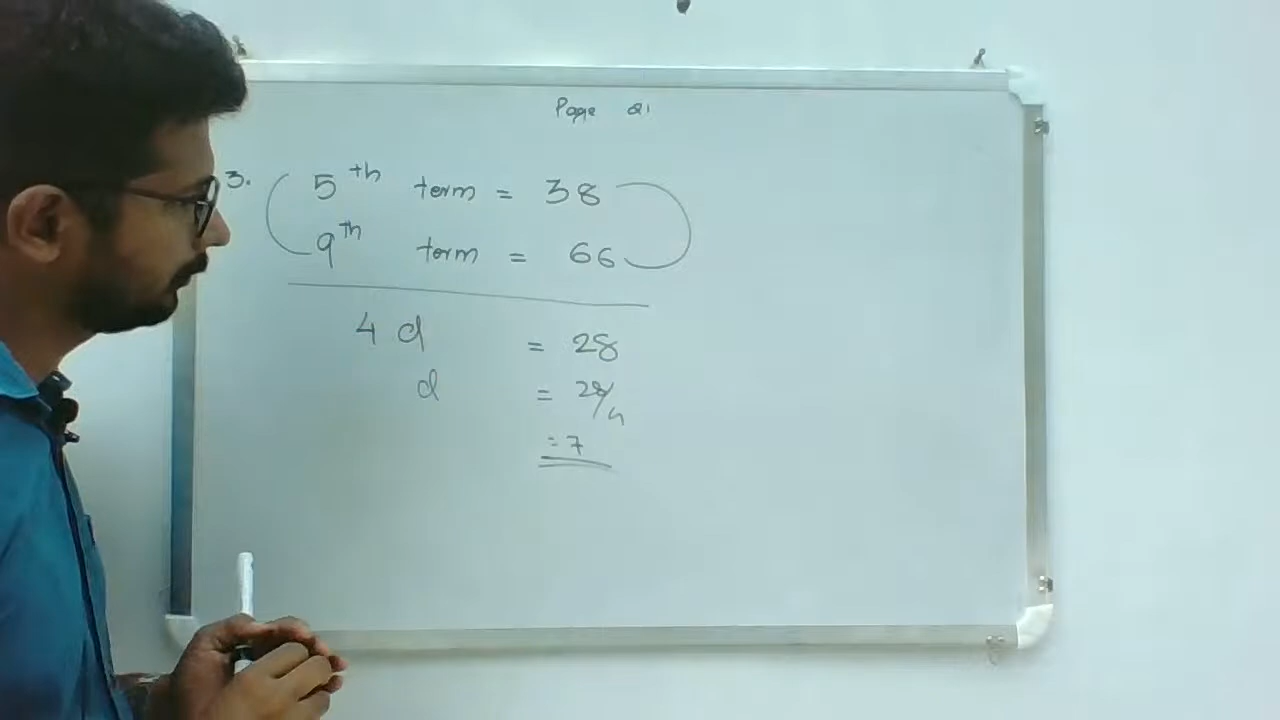 Page 21
3. 5th term = 38
9th term = 66
4 d = 28
d = 28/4
= 7